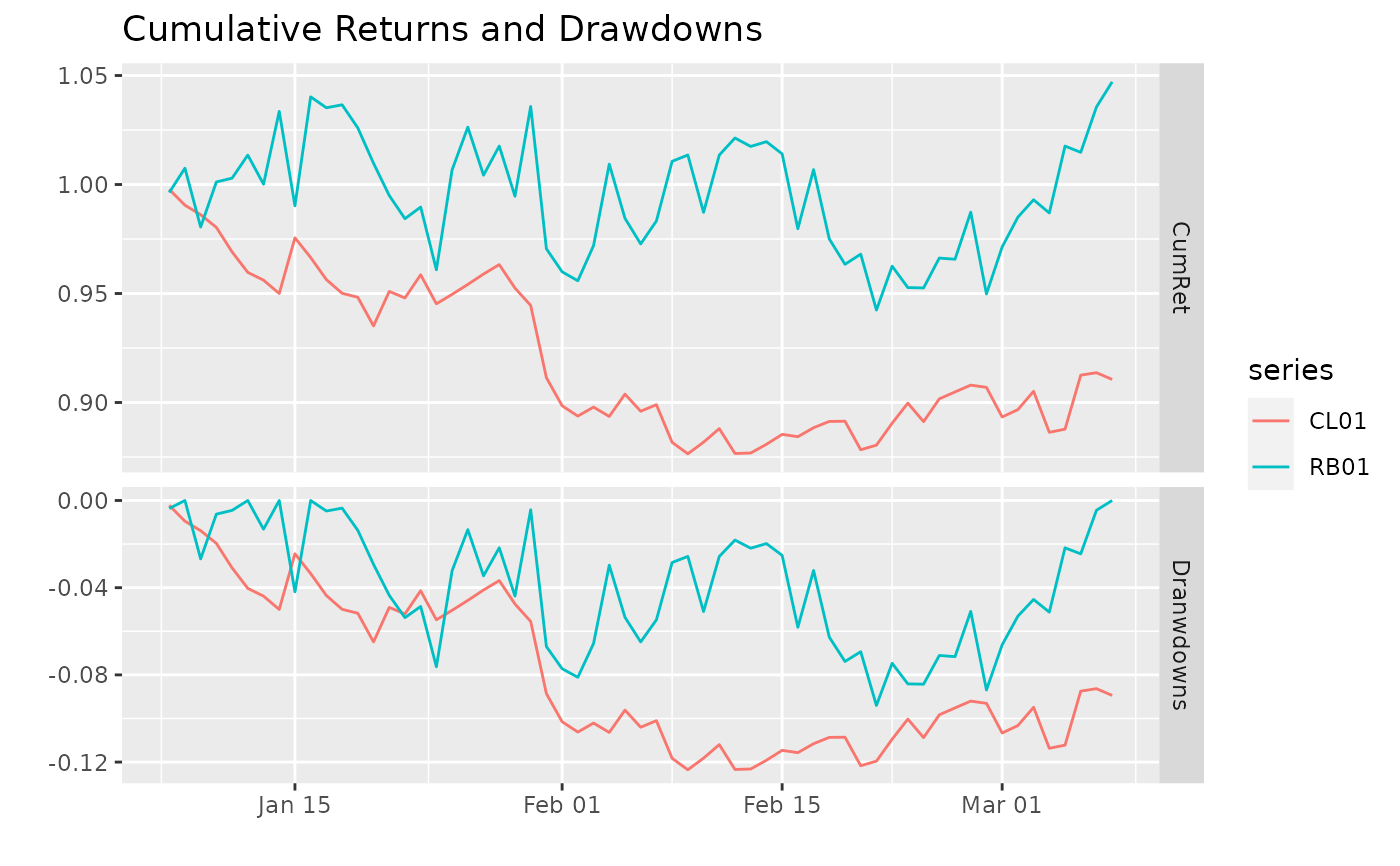 Cumulative Returns and Drawdowns
1.05
1.00
0.95
0.90
CumRet
0.00
-0.04
-0.08
-0.12
Dranwdowns
Jan 15
Feb 01
Feb 15
Mar 01
series
CL01
RB01